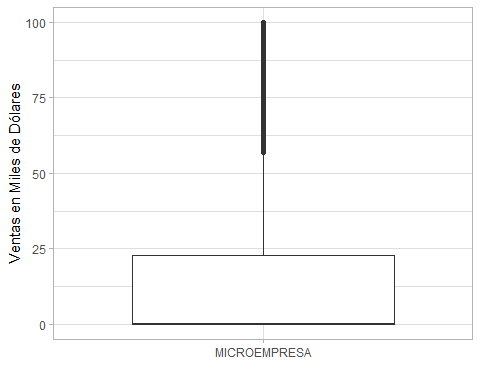 Ventas en Miles de Dólares
100
75
50
25
0
MICROEMPRESA